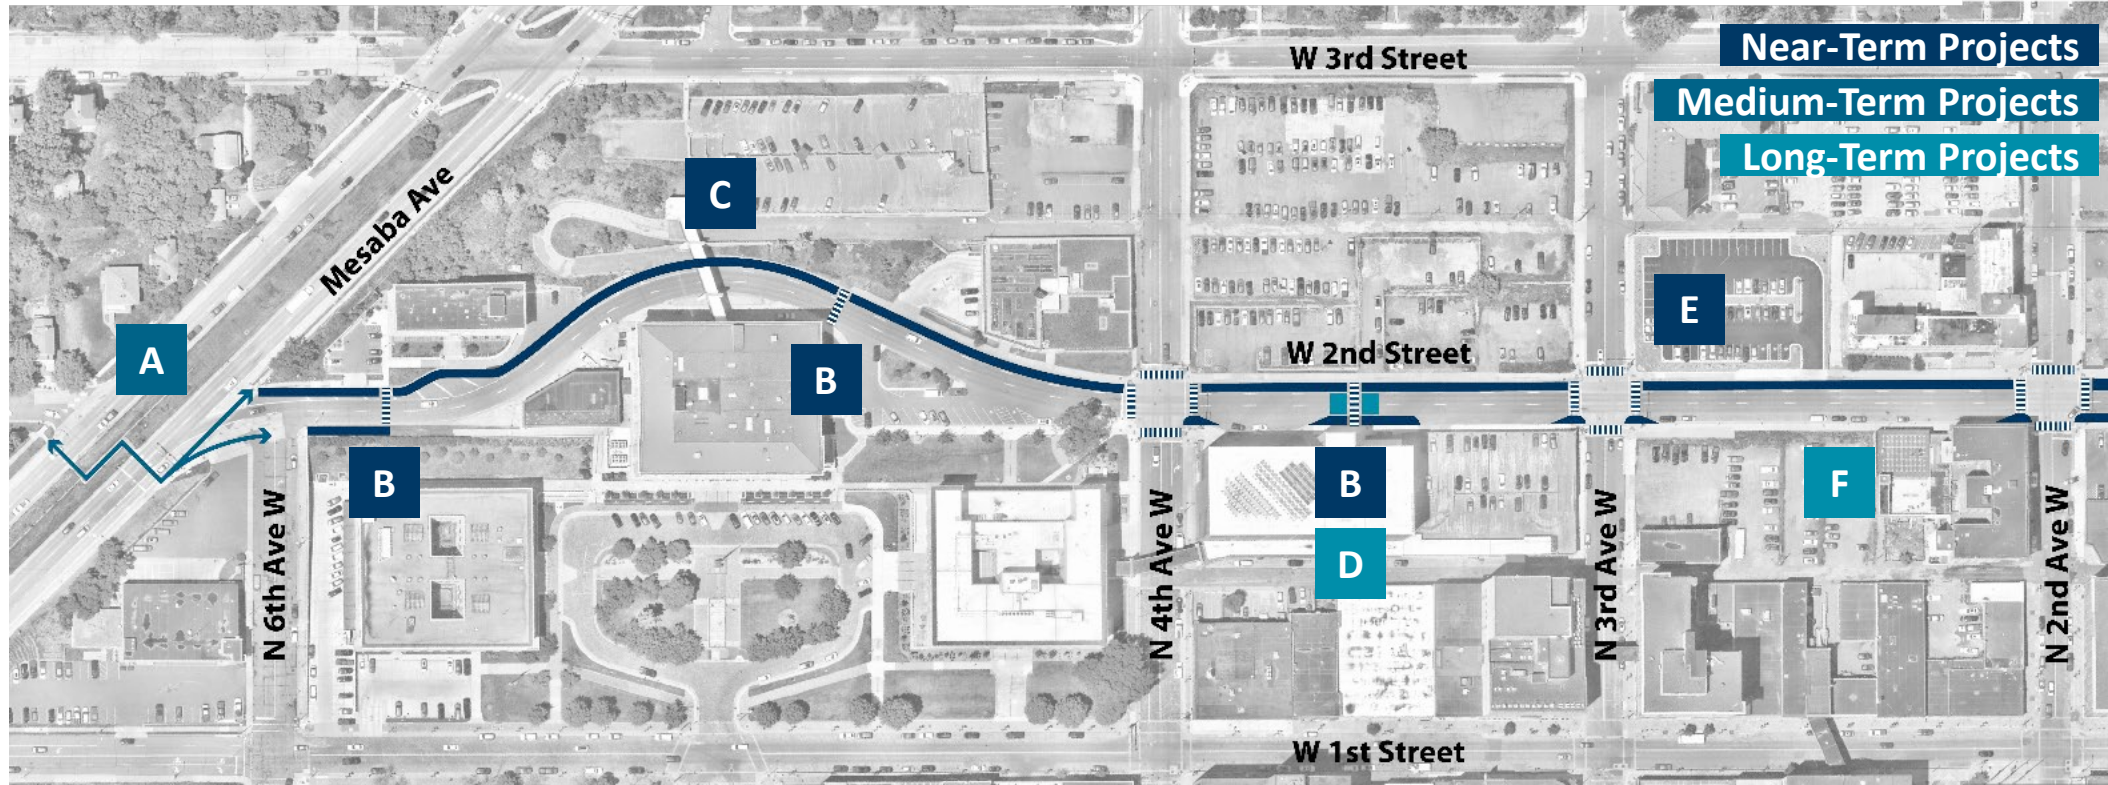 W 3rd Street
Near-Term Projects
Medium-Term Projects
Long-Term Projects
Mesaba Ave
C
A
E
W 2nd Street
B
B
B
F
D
N 6th Ave W
N 4th Ave W
N 3rd Ave W
N 2nd Ave W
W 1st Street